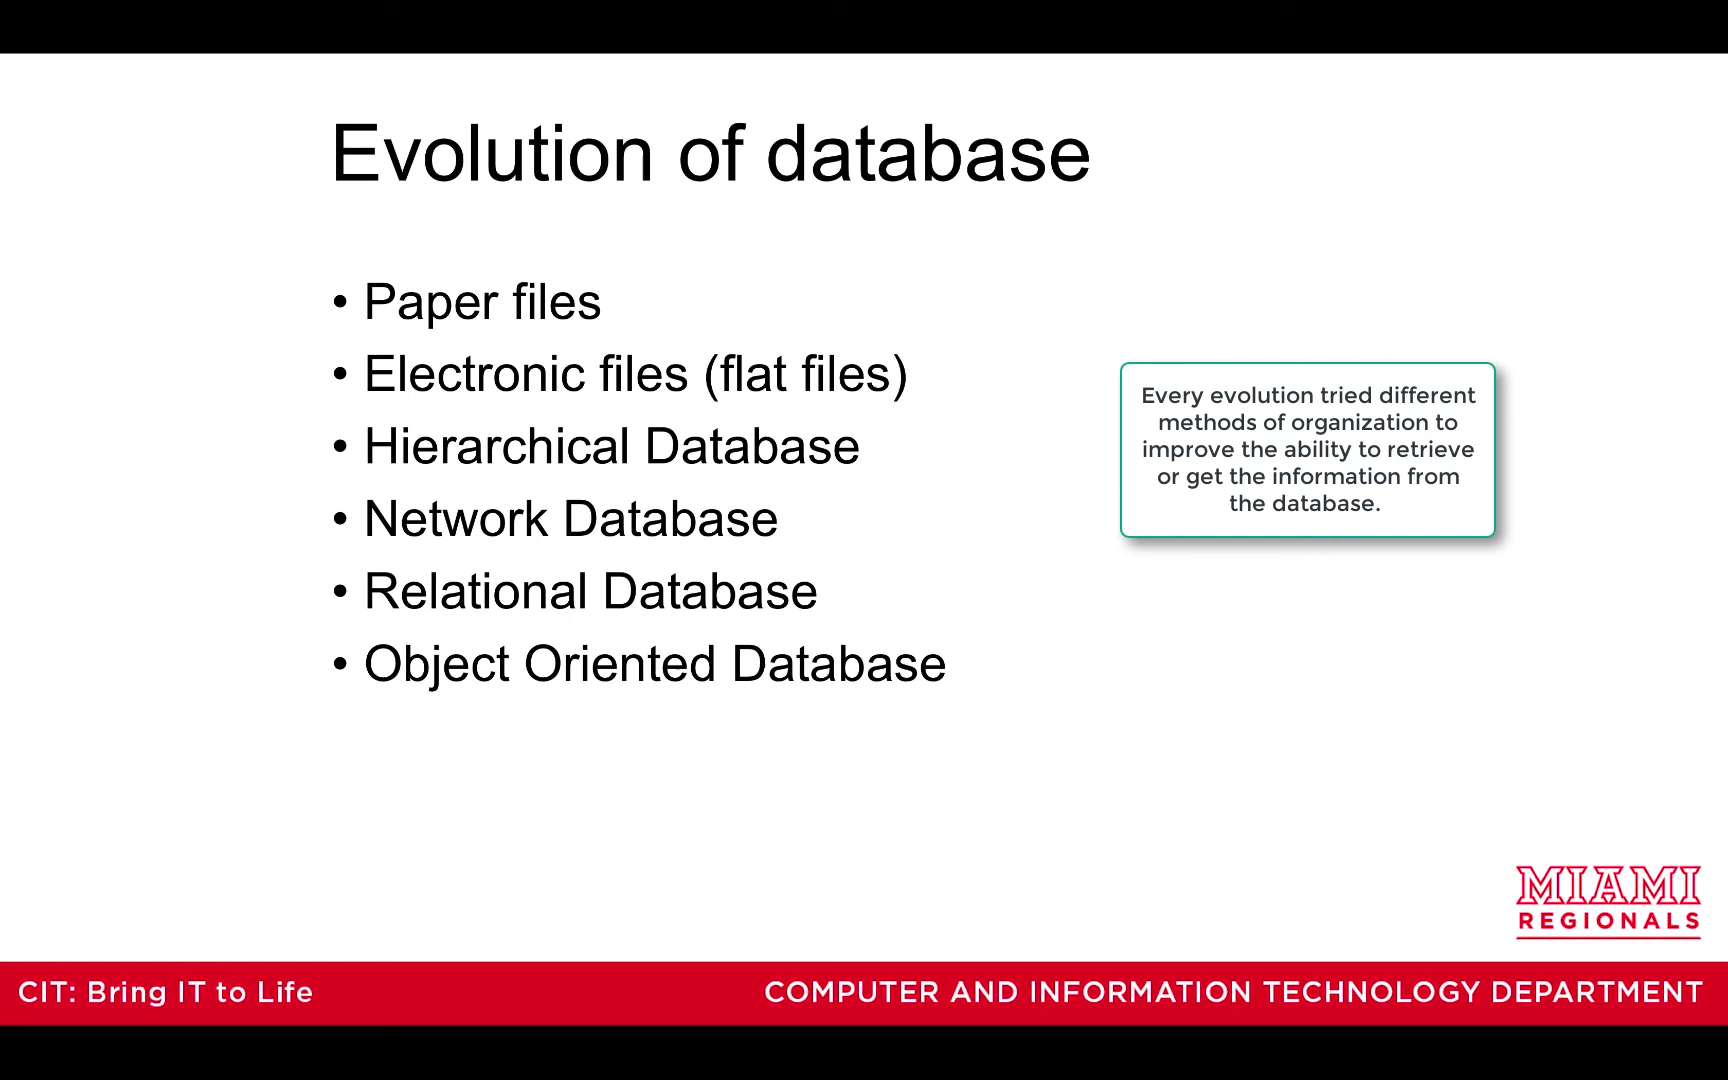 Evolution of database
• Paper files
• Electronic files (flat files)
• Hierarchical Database
• Network Database
• Relational Database
• Object Oriented Database
Every evolution tried different
methods of organization to
improve the ability to retrieve
or get the information from
the database.
MIAMI
REGIONALS
CIT: Bring IT to Life
COMPUTER AND INFORMATION TECHNOLOGY DEPARTMENT